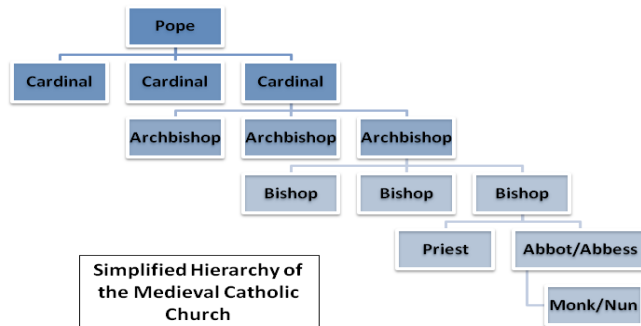 Pope
Cardinal Cardinal Cardinal
Archbishop Archbishop Archbishop
Bishop Bishop Bishop
Priest Abbot/Abbess
Monk/Nun
Simplified Hierarchy of
the Medieval Catholic
Church